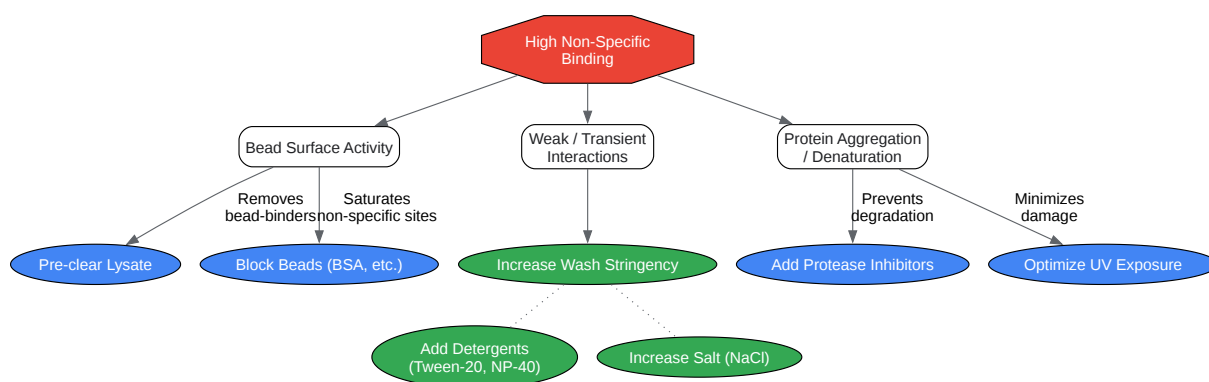 High Non-Specific
Binding
Bead Surface Activity
Weak / Transient
Interactions
Protein Aggregation
/ Denaturation
Removes
bead-binders
Saturates
non-specific sites
Prevents
degradation
Minimizes
damage
Pre-clear Lysate
Block Beads (BSA, etc.)
Increase Wash Stringency
Add Protease Inhibitors
Optimize UV Exposure
Add Detergents
(Tween-20, NP-40)
Increase Salt (NaCl)